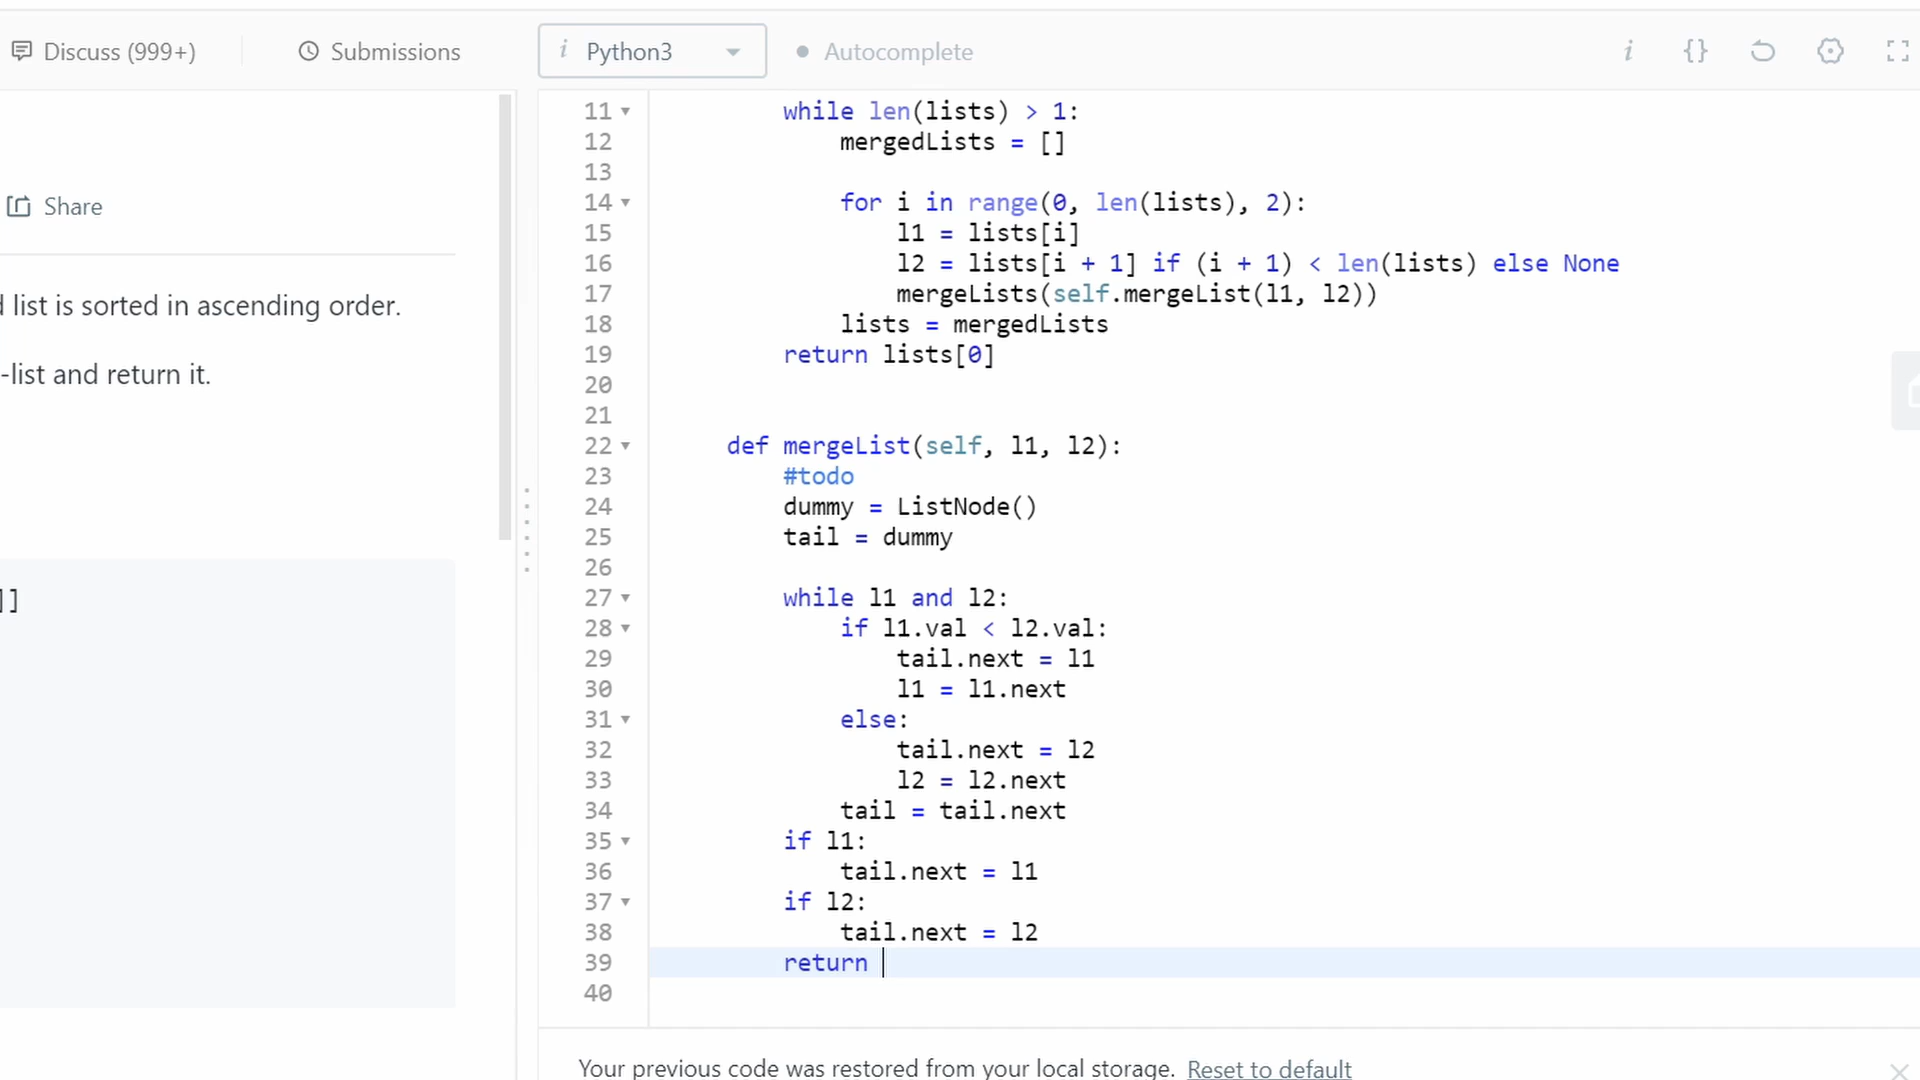 Discuss (999+)
Submissions
i Python3
Autocomplete
i {}
Share
list is sorted in ascending order.
-list and return it.
]]
11 while len(lists) > 1:
12 mergedLists = []
13
14 for i in range(0, len(lists), 2):
15 l1 = lists[i]
16 l2 = lists[i + 1] if (i + 1) < len(lists) else None
17 mergeLists(self.mergeList(l1, l2))
18 lists = mergedLists
19 return lists[0]
20
21
22 def mergeList(self, l1, l2):
23 #todo
24 dummy = ListNode()
25 tail = dummy
26
27 while l1 and l2:
28 if l1.val < l2.val:
29 tail.next = l1
30 l1 = l1.next
31 else:
32 tail.next = l2
33 l2 = l2.next
34 tail = tail.next
35 if l1:
36 tail.next = l1
37 if l2:
38 tail.next = l2
39 return
40
Your previous code was restored from your local storage. Reset to default